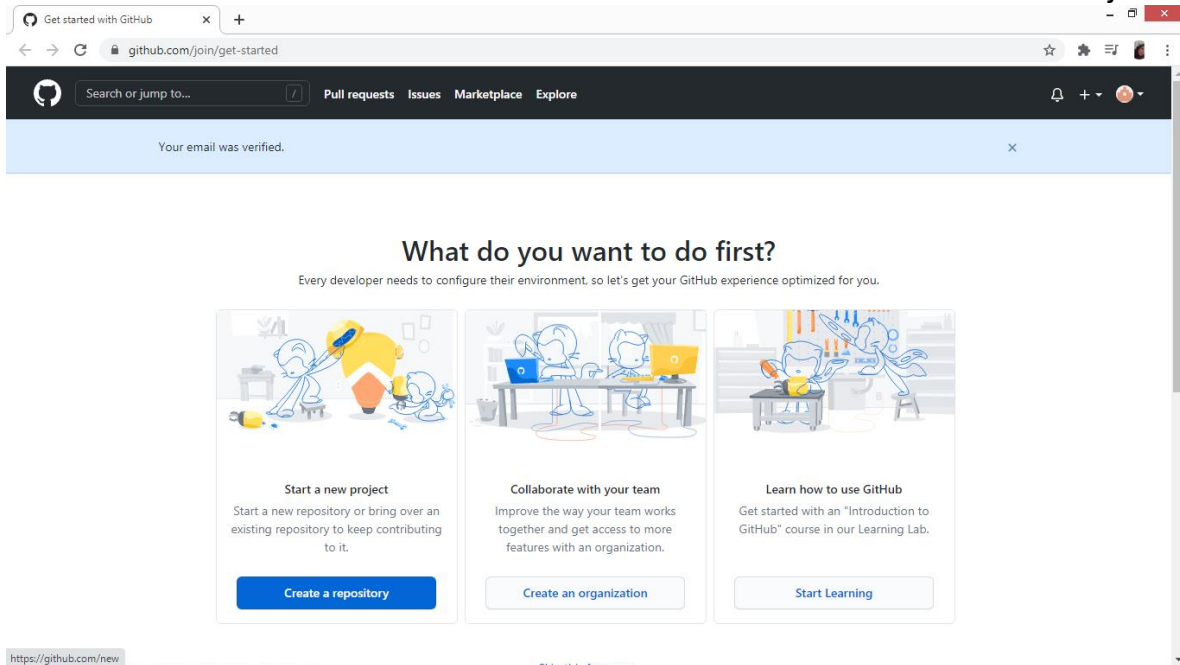 Get started with GitHub
github.com/join/get-started
Search or jump to... /
Pull requests Issues Marketplace Explore
Your email was verified.
What do you want to do first?
Every developer needs to configure their environment, so let's get your GitHub experience optimized for you.
Start a new project
Start a new repository or bring over an
existing repository to keep contributing
to it.
Create a repository
Collaborate with your team
Improve the way your team works
together and get access to more
features with an organization.
Create an organization
Learn how to use GitHub
Get started with an "Introduction to
GitHub" course in our Learning Lab.
Start Learning
https://github.com/new